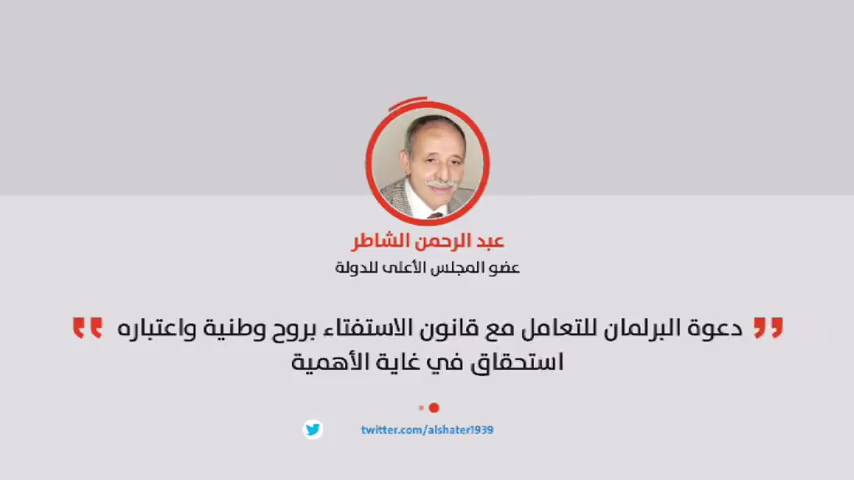 عبد الرحمن الشاطر
عضو المجلس الأعلى للدولة
" دعوة البرلمان للتعامل مع قانون الاستفتاء بروح وطنية واعتباره "
استحقاق في غاية الأهمية
twitter.com/alshater1939